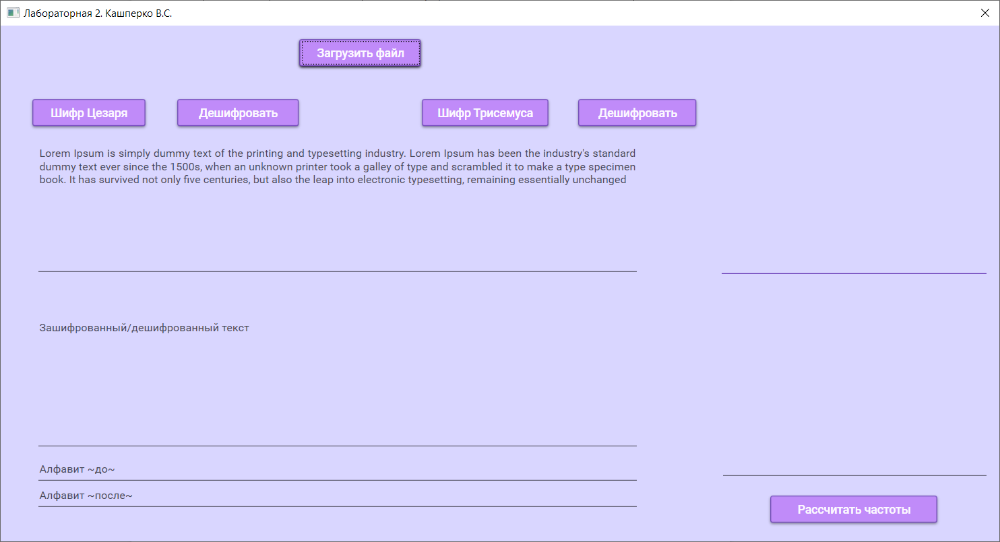 Лабораторная 2. Кашперко В.С.
Загрузить файл
Шифр Цезаря
Дешифровать
Шифр Трисемуса
Дешифровать
Lorem Ipsum is simply dummy text of the printing and typesetting industry. Lorem Ipsum has been the industry's standard
dummy text ever since the 1500s, when an unknown printer took a galley of type and scrambled it to make a type specimen
book. It has survived not only five centuries, but also the leap into electronic typesetting, remaining essentially unchanged
Зашифрованный/дешифрованный текст
Алфавит ~до~
Алфавит ~после~
Рассчитать частоты